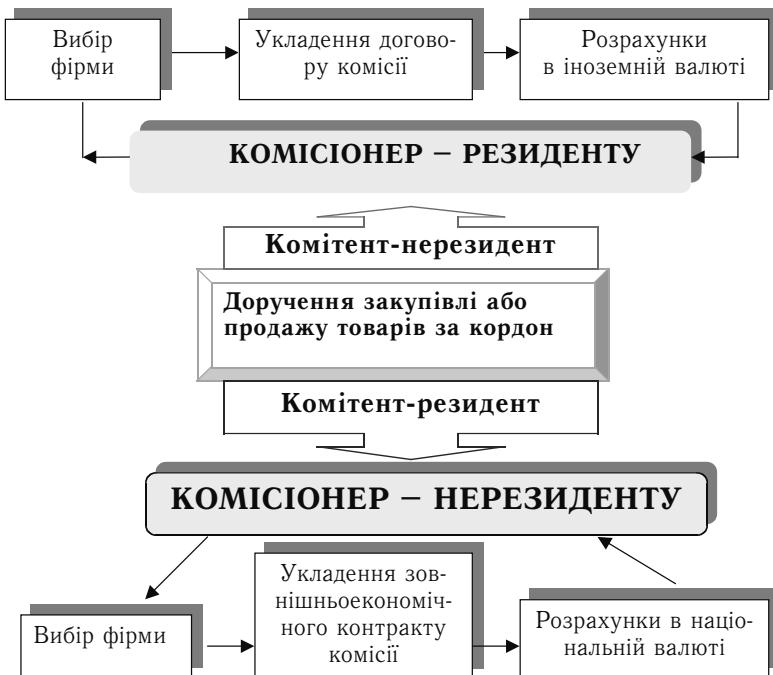 Вибір
фірми
Укладення догово-
ру комісії
Розрахунки
в іноземній валюті
КОМІСІОНЕР – РЕЗИДЕНТУ
Комітент-нерезидент
Доручення закупівлі або
продажу товарів за кордон
Комітент-резидент
КОМІСІОНЕР – НЕРЕЗИДЕНТУ
Вибір фірми
Укладення зов-
нішньоекономіч-
ного контракту
комісії
Розрахунки в націо-
нальній валюті